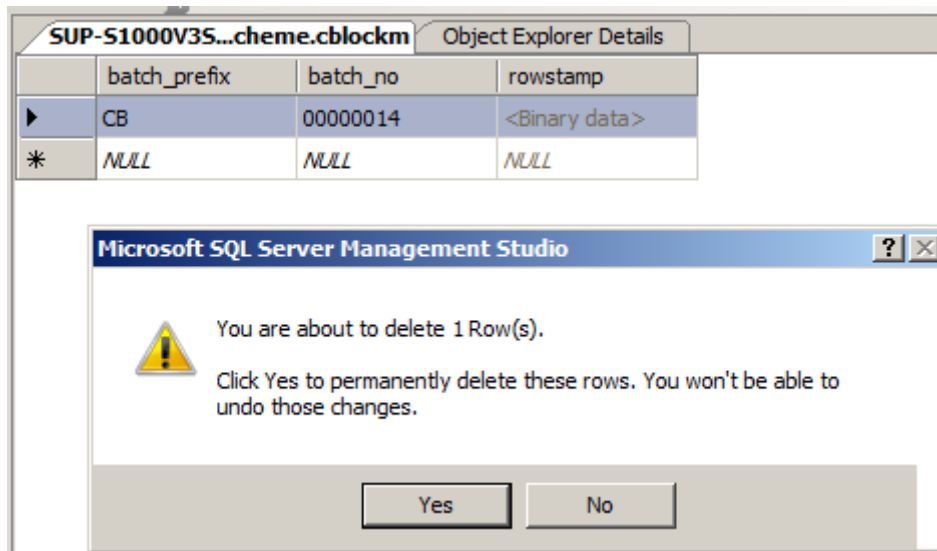 SUP-S1000V3S...cheme.cblockm Object Explorer Details
batch_prefix batch_no rowstamp
CB 00000014 <Binary data>
NULL NULL NULL
Microsoft SQL Server Management Studio
You are about to delete 1 Row(s).
Click Yes to permanently delete these rows. You won't be able to
undo those changes.
Yes No